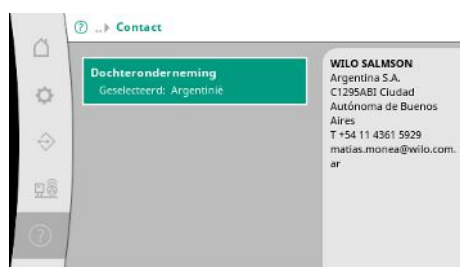 ..▸ Contact
Dochteronderneming
Geselecteerd: Argentinië
WILO SALMSON
Argentina S.A.
C1295ABI Ciudad
Autónoma de Buenos
Aires
T +54 11 4361 5929
matias.monea@wilo.com.
ar